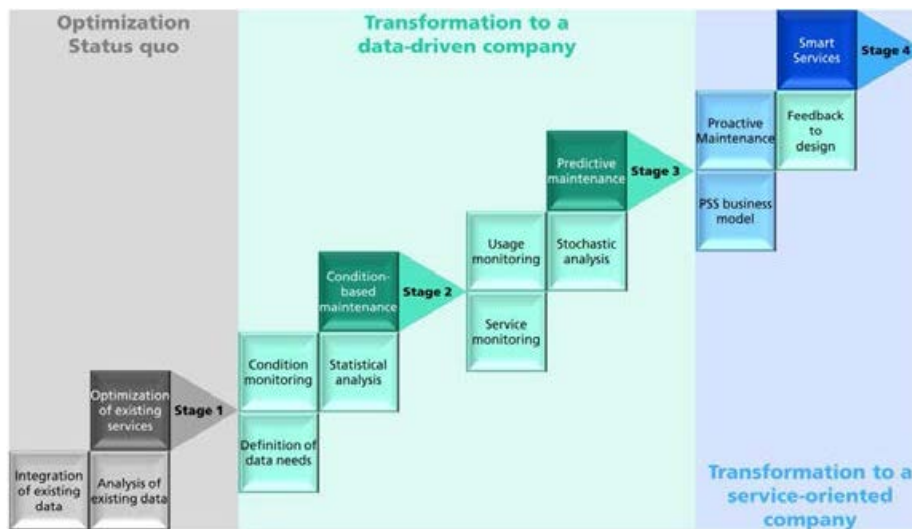 Optimization
Status quo
Transformation to a
data-driven company
Smart
Services
Stage 4
Proactive
Maintenance
Feedback
to
design
Predictive
maintenance
Stage 3
PSS business
model
Usage
monitoring
Stochastic
analysis
Condition-
based
maintenance
Stage 2
Service
monitoring
Condition
monitoring
Statistical
analysis
Optimization
of existing
services
Stage 1
Definition of
data needs
Integration
of existing
data
Analysis of
existing data
Transformation to a
service-oriented
company